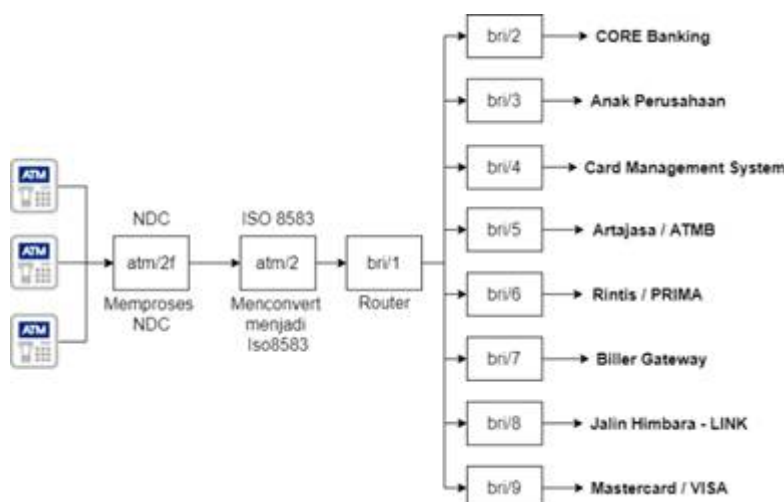 bri/2
CORE Banking
bri/3
Anak Perusahaan
bri/4
Card Management System
ATM
NDC
ISO 8583
bri/5
Artajasa / ATMB
ATM
atm/2f
atm/2
bri/1
Memproses
NDC
Menconvert
menjadi
Iso8583
Router
bri/6
Rintis / PRIMA
ATM
bri/7
Biller Gateway
bri/8
Jalin Himbara - LINK
bri/9
Mastercard / VISA